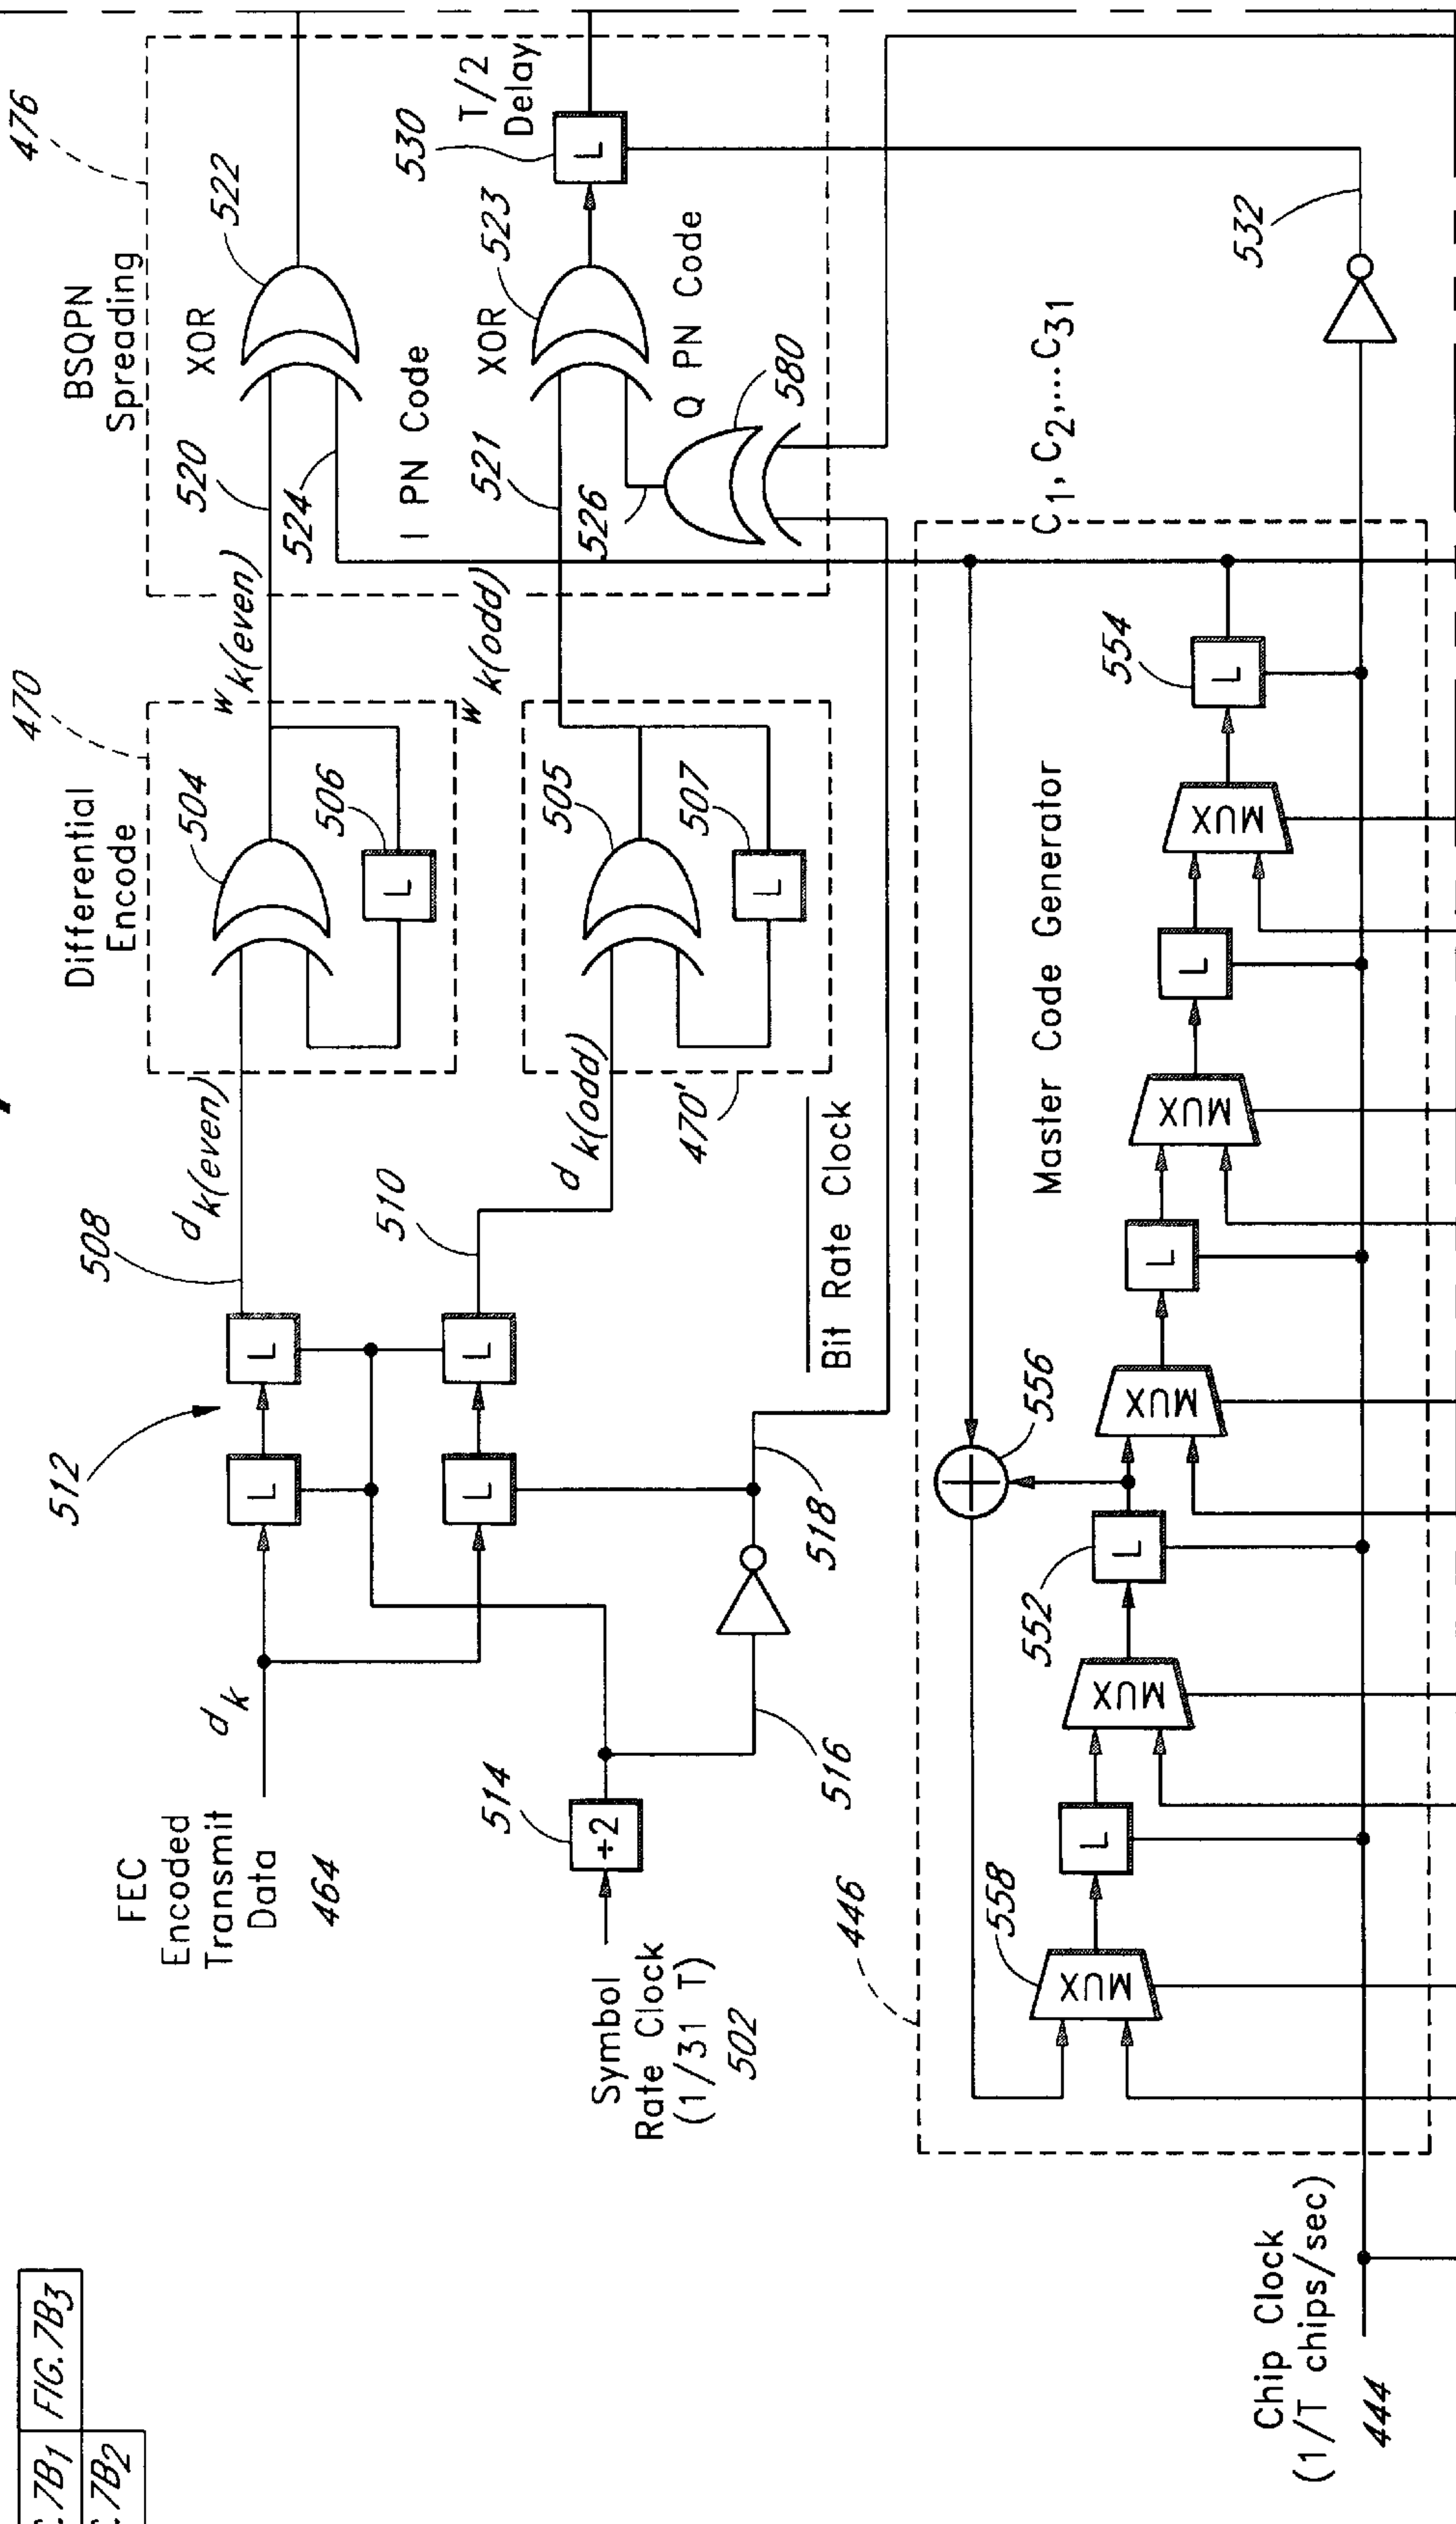 FIG.7B3
.7B1
.7B2
FEC
Encoded
Transmit
Data
464
d k
512
508
d k(even)
510
d k(odd)
Symbol
Rate Clock
(1/31 T)
502
514
÷2
516
518
Bit Rate Clock
L
L
L
L
470
Differential
Encode
504
506
L
w k(even)
470'
505
507
L
w k(odd)
476
BSQPN
Spreading
520
XOR
522
524
I PN Code
521
XOR
523
526
Q PN Code
580
530
L
T/2
Delay
532
446
Master Code Generator
C1, C2,...C31
558
MUX
L
MUX
552
L
556
MUX
L
MUX
L
MUX
554
L
Chip Clock
(1/T chips/sec)
444